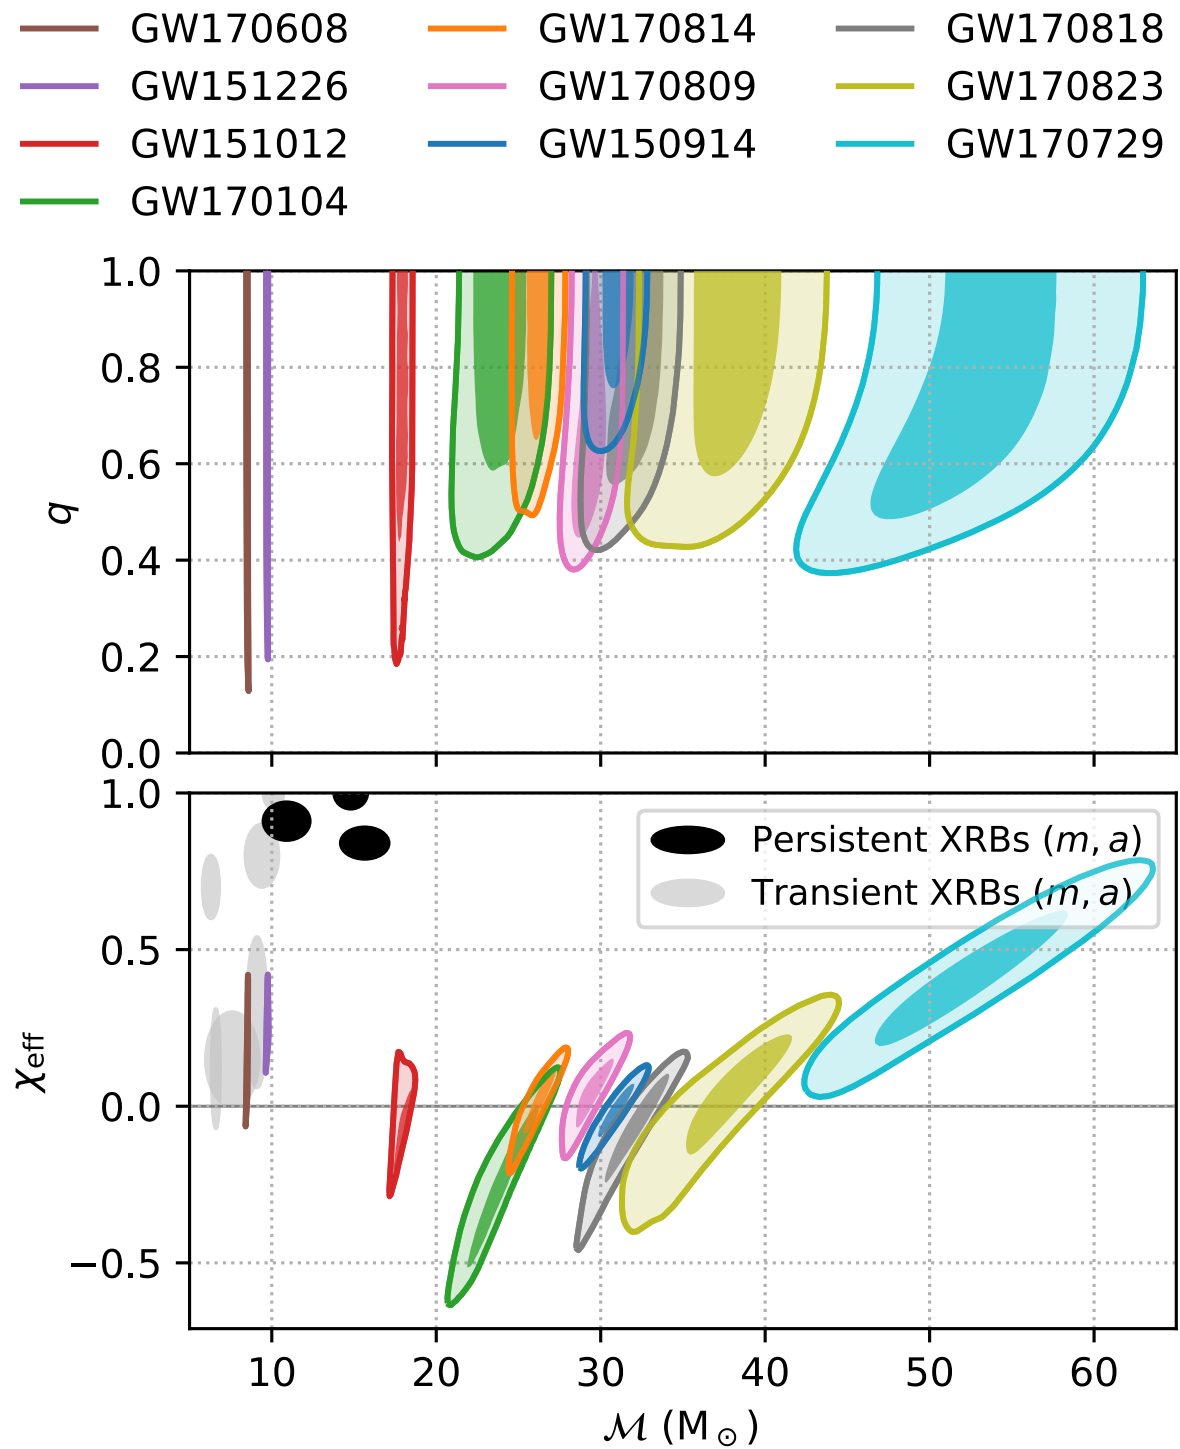 GW170608 GW170814 GW170818
GW151226 GW170809 GW170823
GW151012 GW150914 GW170729
GW170104
1.0
0.8
0.6
0.4
0.2
0.0
q
1.0
0.5
0.0
−0.5
χeff
Persistent XRBs (m, a)
Transient XRBs (m, a)
10 20 30 40 50 60
ℳ (M⊙)